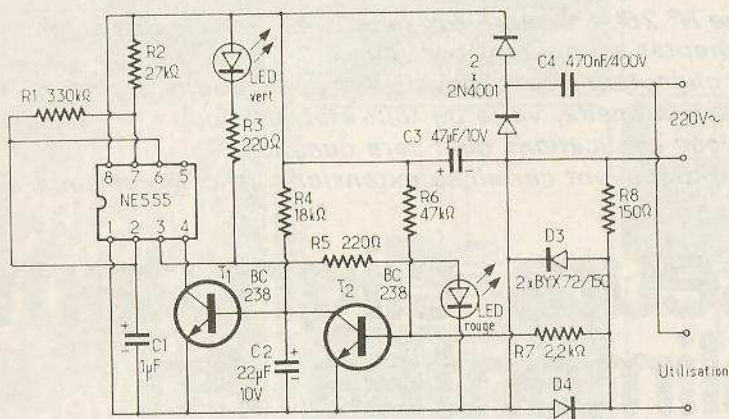 R2
27kΩ
R1 330kΩ
LED
vert
2
x
2N4001
C4 470nF/400V
220V~
C3 47µF/10V
R3
220Ω
8 7 6 5
NE555
1 2 3 4
R4
18kΩ
R6
47kΩ
R8
150Ω
R5 220Ω
D3
2xBYX72/150
T1
BC
238
T2
BC
238
LED
rouge
R7 2,2kΩ
+
-
C1
1µF
C2
22µF
10V
+
-
D4
Utilisation